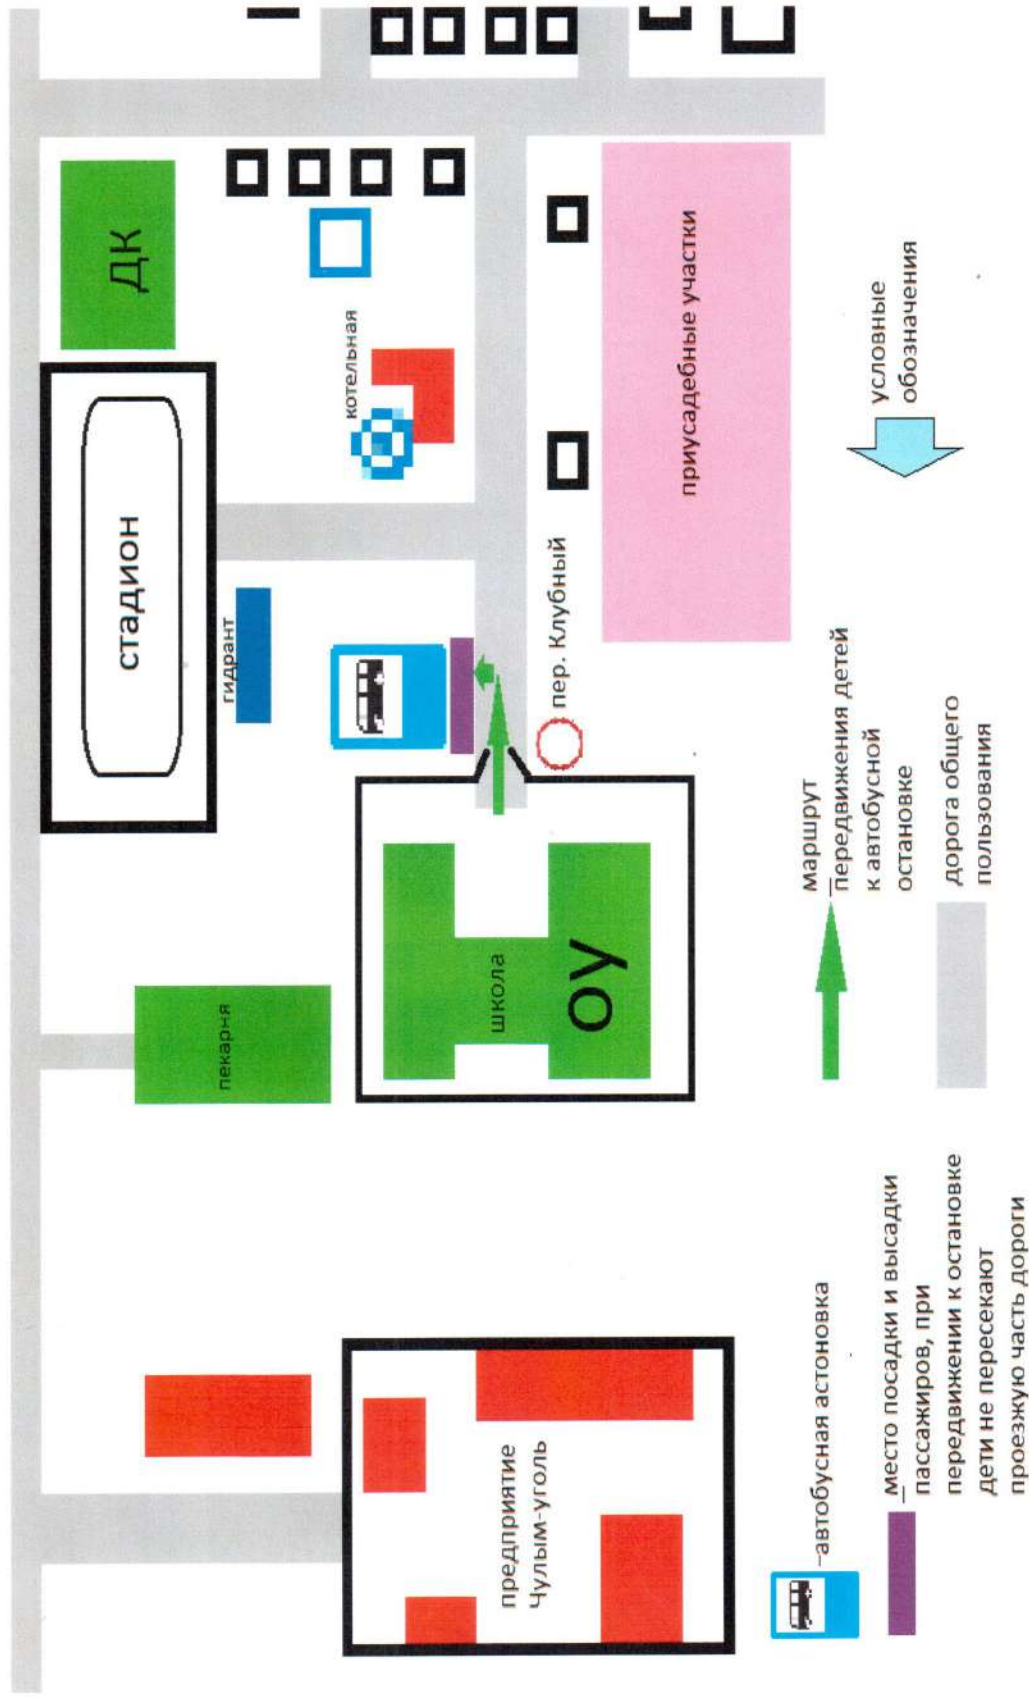 стадион
ДК
гидрант
котельная
пекарня
школа
ОУ
пер. Клубный
приусадебные участки
предприятие
Чулым-уголь
условные
обозначения
автобусная астоновка
место посадки и высадки
пассажиров, при
передвижении к остановке
дети не пересекают
проезжую часть дороги
маршрут
передвижения детей
к автобусной
остановке
дорога общего
пользования